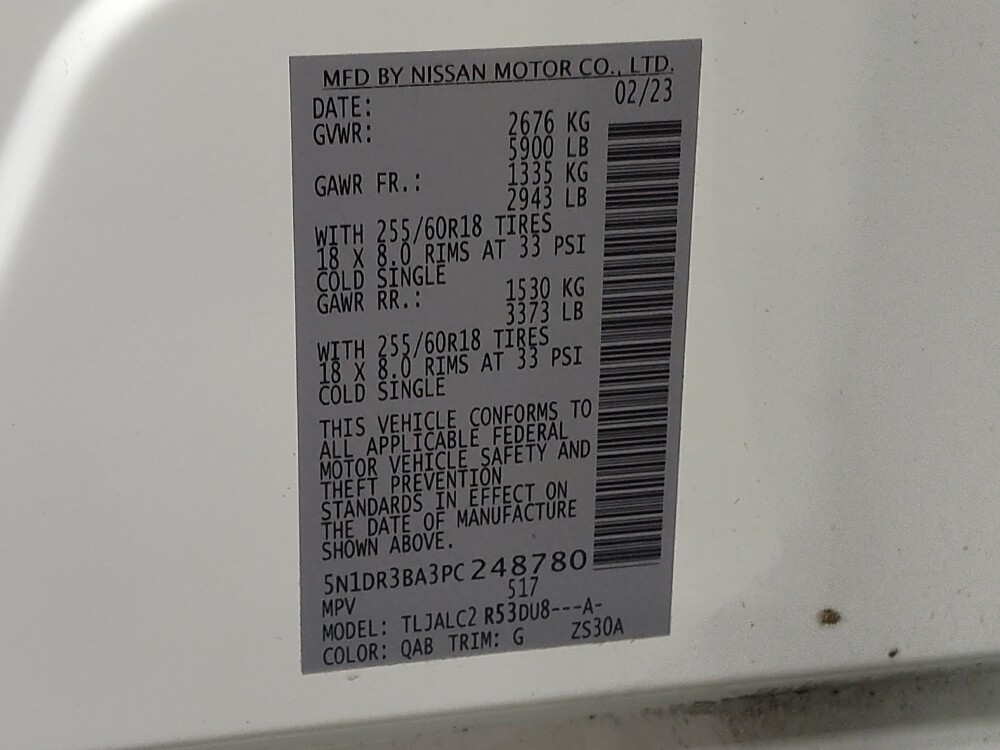 MFD BY NISSAN MOTOR CO., LTD.
DATE: 02/23
GVWR: 2676 KG
5900 LB
GAWR FR.: 1335 KG
2943 LB
WITH 255/60R18 TIRES
18 X 8.0 RIMS AT 33 PSI
COLD SINGLE
GAWR RR.: 1530 KG
3373 LB
WITH 255/60R18 TIRES
18 X 8.0 RIMS AT 33 PSI
COLD SINGLE
THIS VEHICLE CONFORMS TO
ALL APPLICABLE FEDERAL
MOTOR VEHICLE SAFETY AND
THEFT PREVENTION
STANDARDS IN EFFECT ON
THE DATE OF MANUFACTURE
SHOWN ABOVE.
5N1DR3BA3PC248780
MPV 517
MODEL: TLJALC2 R53DU8---A-
COLOR: QAB TRIM: G ZS30A